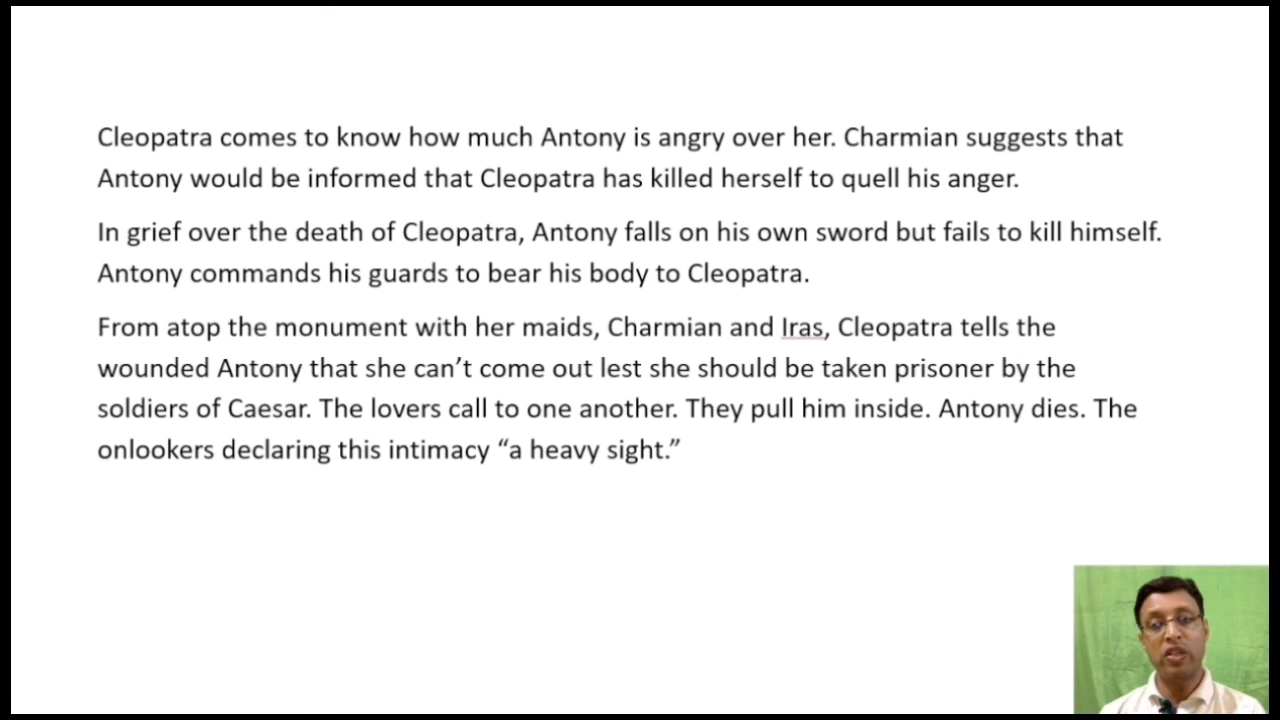 Cleopatra comes to know how much Antony is angry over her. Charmian suggests that
Antony would be informed that Cleopatra has killed herself to quell his anger.
In grief over the death of Cleopatra, Antony falls on his own sword but fails to kill himself.
Antony commands his guards to bear his body to Cleopatra.
From atop the monument with her maids, Charmian and Iras, Cleopatra tells the
wounded Antony that she can’t come out lest she should be taken prisoner by the
soldiers of Caesar. The lovers call to one another. They pull him inside. Antony dies. The
onlookers declaring this intimacy “a heavy sight.”